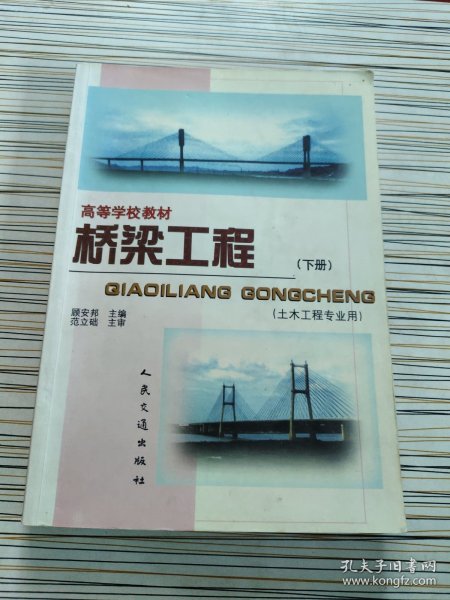 高等学校教材
桥梁工程
(下册)
QIAOILIANG GONGCHENG
(土木工程专业用)
顾安邦 主编
范立础 主审
人民交通出版社
孔夫子旧书网
www.kongfz.com